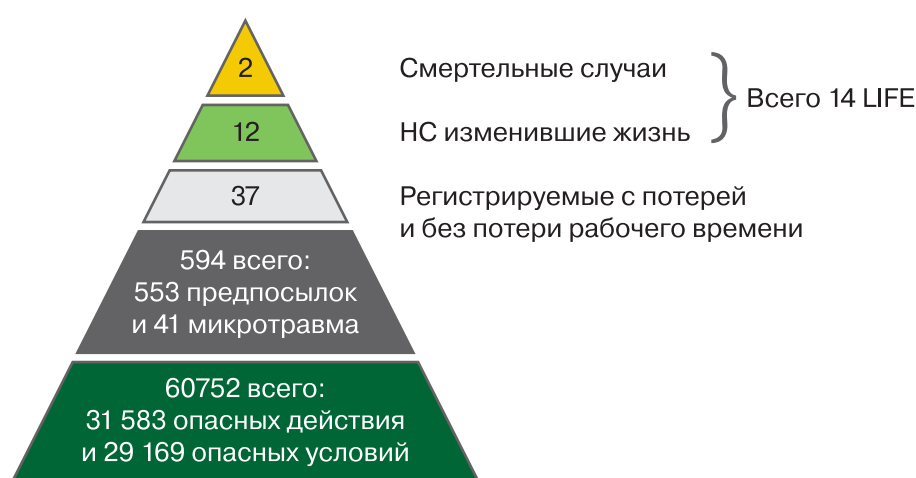 2
Смертельные случаи
Всего 14 LIFE
12
НС изменившие жизнь
37
Регистрируемые с потерей
и без потери рабочего времени
594 всего:
553 предпосылок
и 41 микротравма
60752 всего:
31 583 опасных действия
и 29 169 опасных условий